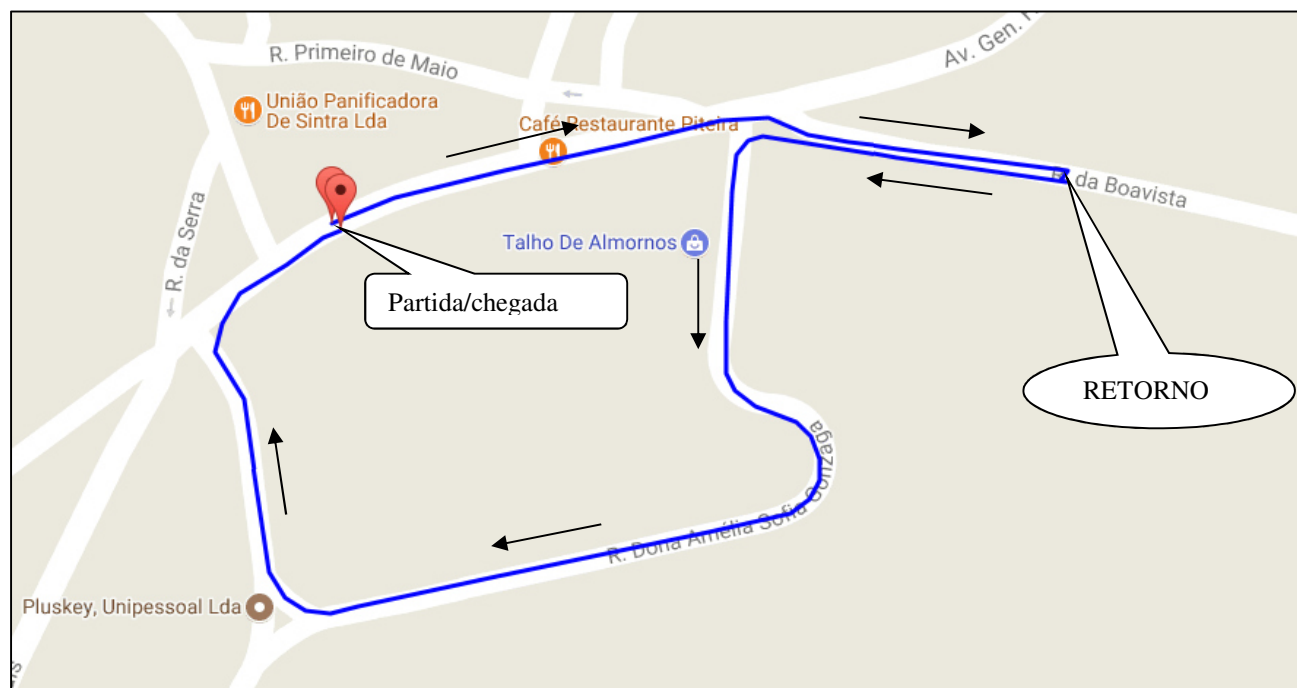 R. Primeiro de Maio
Av. Gen.
União Panificadora
De Sintra Lda
Café Restaurante Piteira
da Boavista
R. da Serra
Talho De Almornos
Partida/chegada
RETORNO
R. Dona Amélia Sofia Gonzaga
Pluskey, Unipessoal Lda